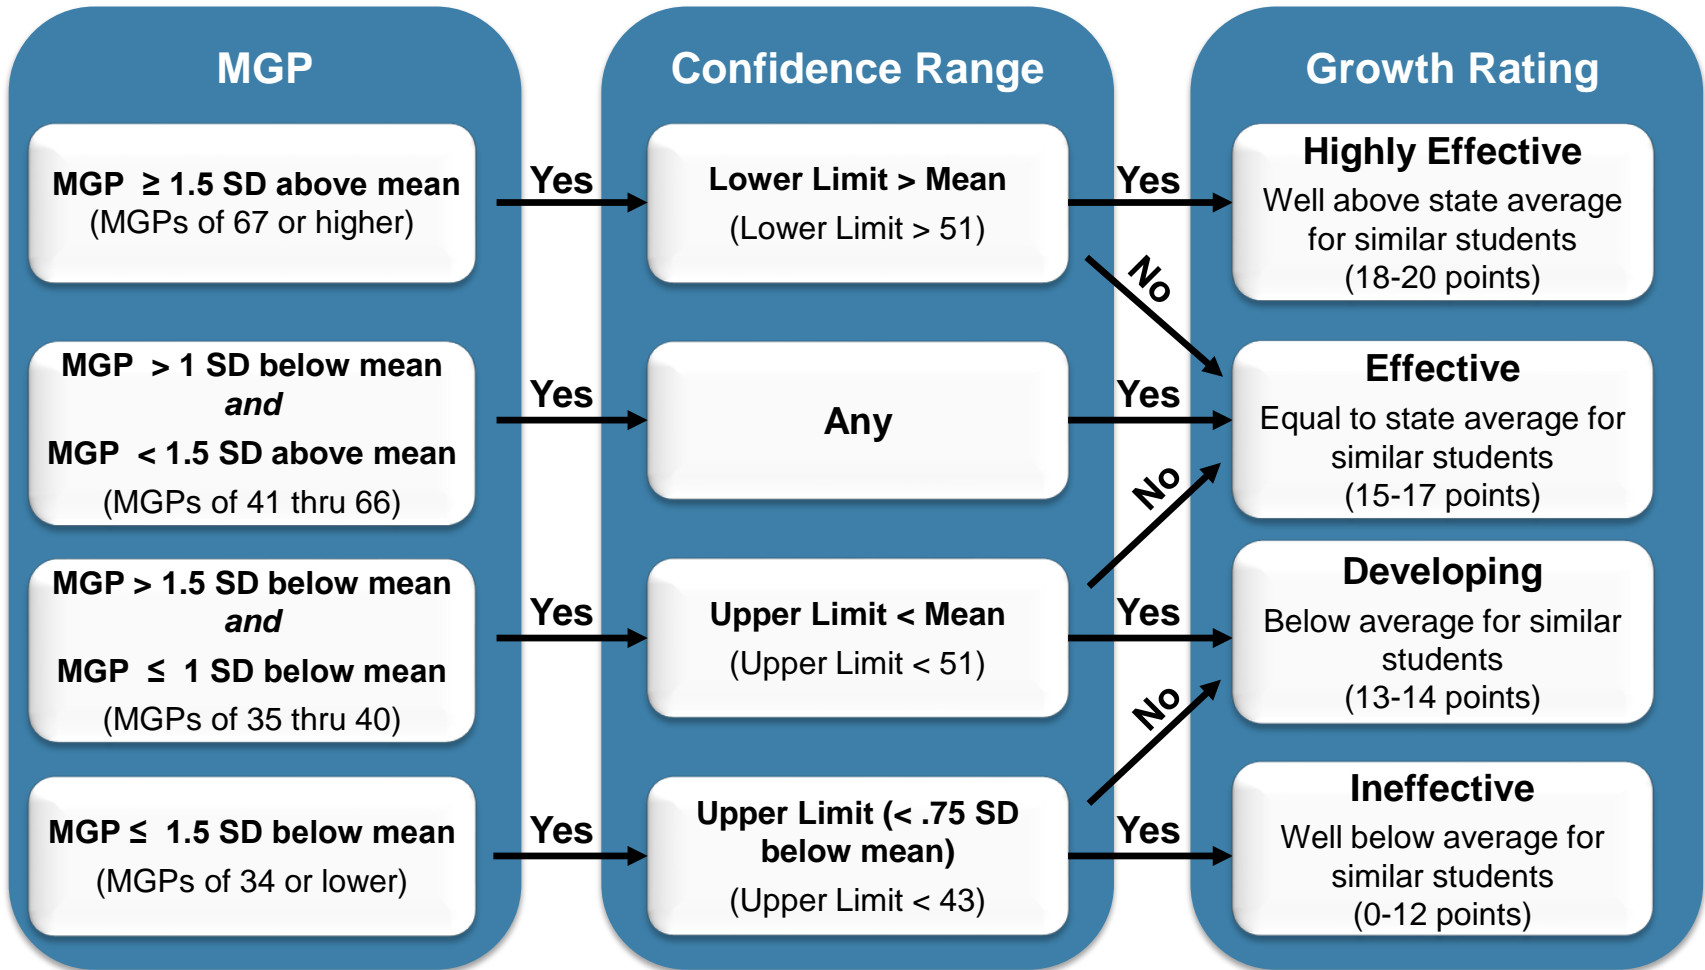 MGP
Confidence Range
Growth Rating
MGP ≥ 1.5 SD above mean
(MGPs of 67 or higher)
Yes
Lower Limit > Mean
(Lower Limit > 51)
Yes
No
Highly Effective
Well above state average
for similar students
(18-20 points)
MGP > 1 SD below mean
and
MGP < 1.5 SD above mean
(MGPs of 41 thru 66)
Yes
Any
Yes
Effective
Equal to state average for
similar students
(15-17 points)
MGP > 1.5 SD below mean
and
MGP ≤ 1 SD below mean
(MGPs of 35 thru 40)
Yes
Upper Limit < Mean
(Upper Limit < 51)
No
Yes
Developing
Below average for similar
students
(13-14 points)
MGP ≤ 1.5 SD below mean
(MGPs of 34 or lower)
Yes
Upper Limit (< .75 SD
below mean)
(Upper Limit < 43)
No
Yes
Ineffective
Well below average for
similar students
(0-12 points)